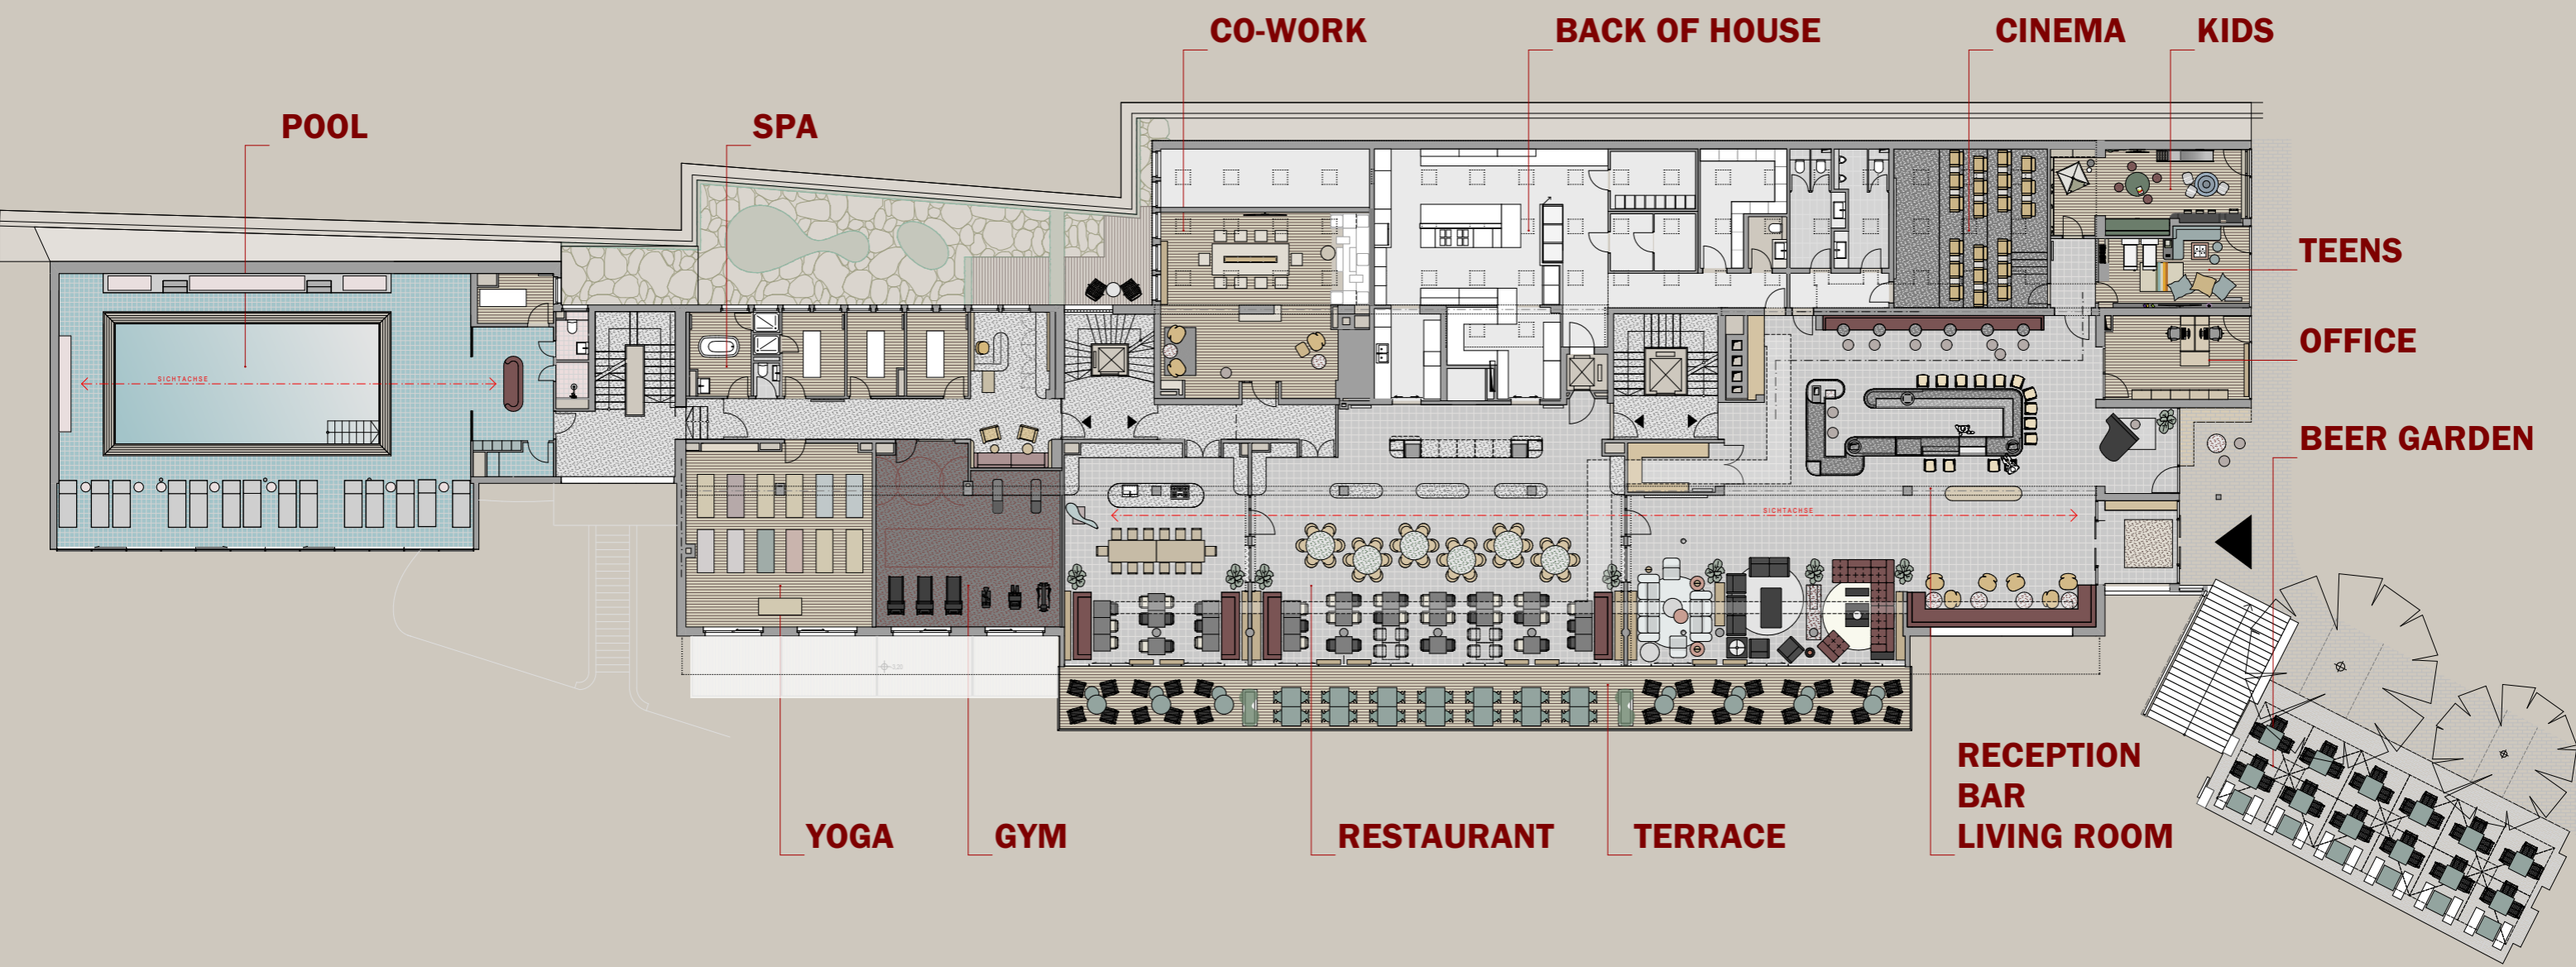 CO-WORK
BACK OF HOUSE
CINEMA
KIDS
POOL
SPA
TEENS
OFFICE
SICHTACHSE
BEER GARDEN
SICHTACHSE
RECEPTION
BAR
LIVING ROOM
YOGA
GYM
RESTAURANT
TERRACE